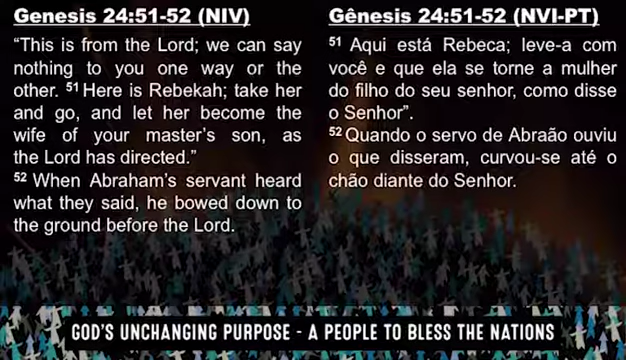 Genesis 24:51-52 (NIV)
“This is from the Lord; we can say
nothing to you one way or the
other. 51 Here is Rebekah; take her
and go, and let her become the
wife of your master’s son, as
the Lord has directed.”
52 When Abraham’s servant heard
what they said, he bowed down to
the ground before the Lord.
Gênesis 24:51-52 (NVI-PT)
51 Aqui está Rebeca; leve-a com
você e que ela se torne a mulher
do filho do seu senhor, como disse
o Senhor”.
52 Quando o servo de Abraão ouviu
o que disseram, curvou-se até o
chão diante do Senhor.
GOD'S UNCHANGING PURPOSE - A PEOPLE TO BLESS THE NATIONS